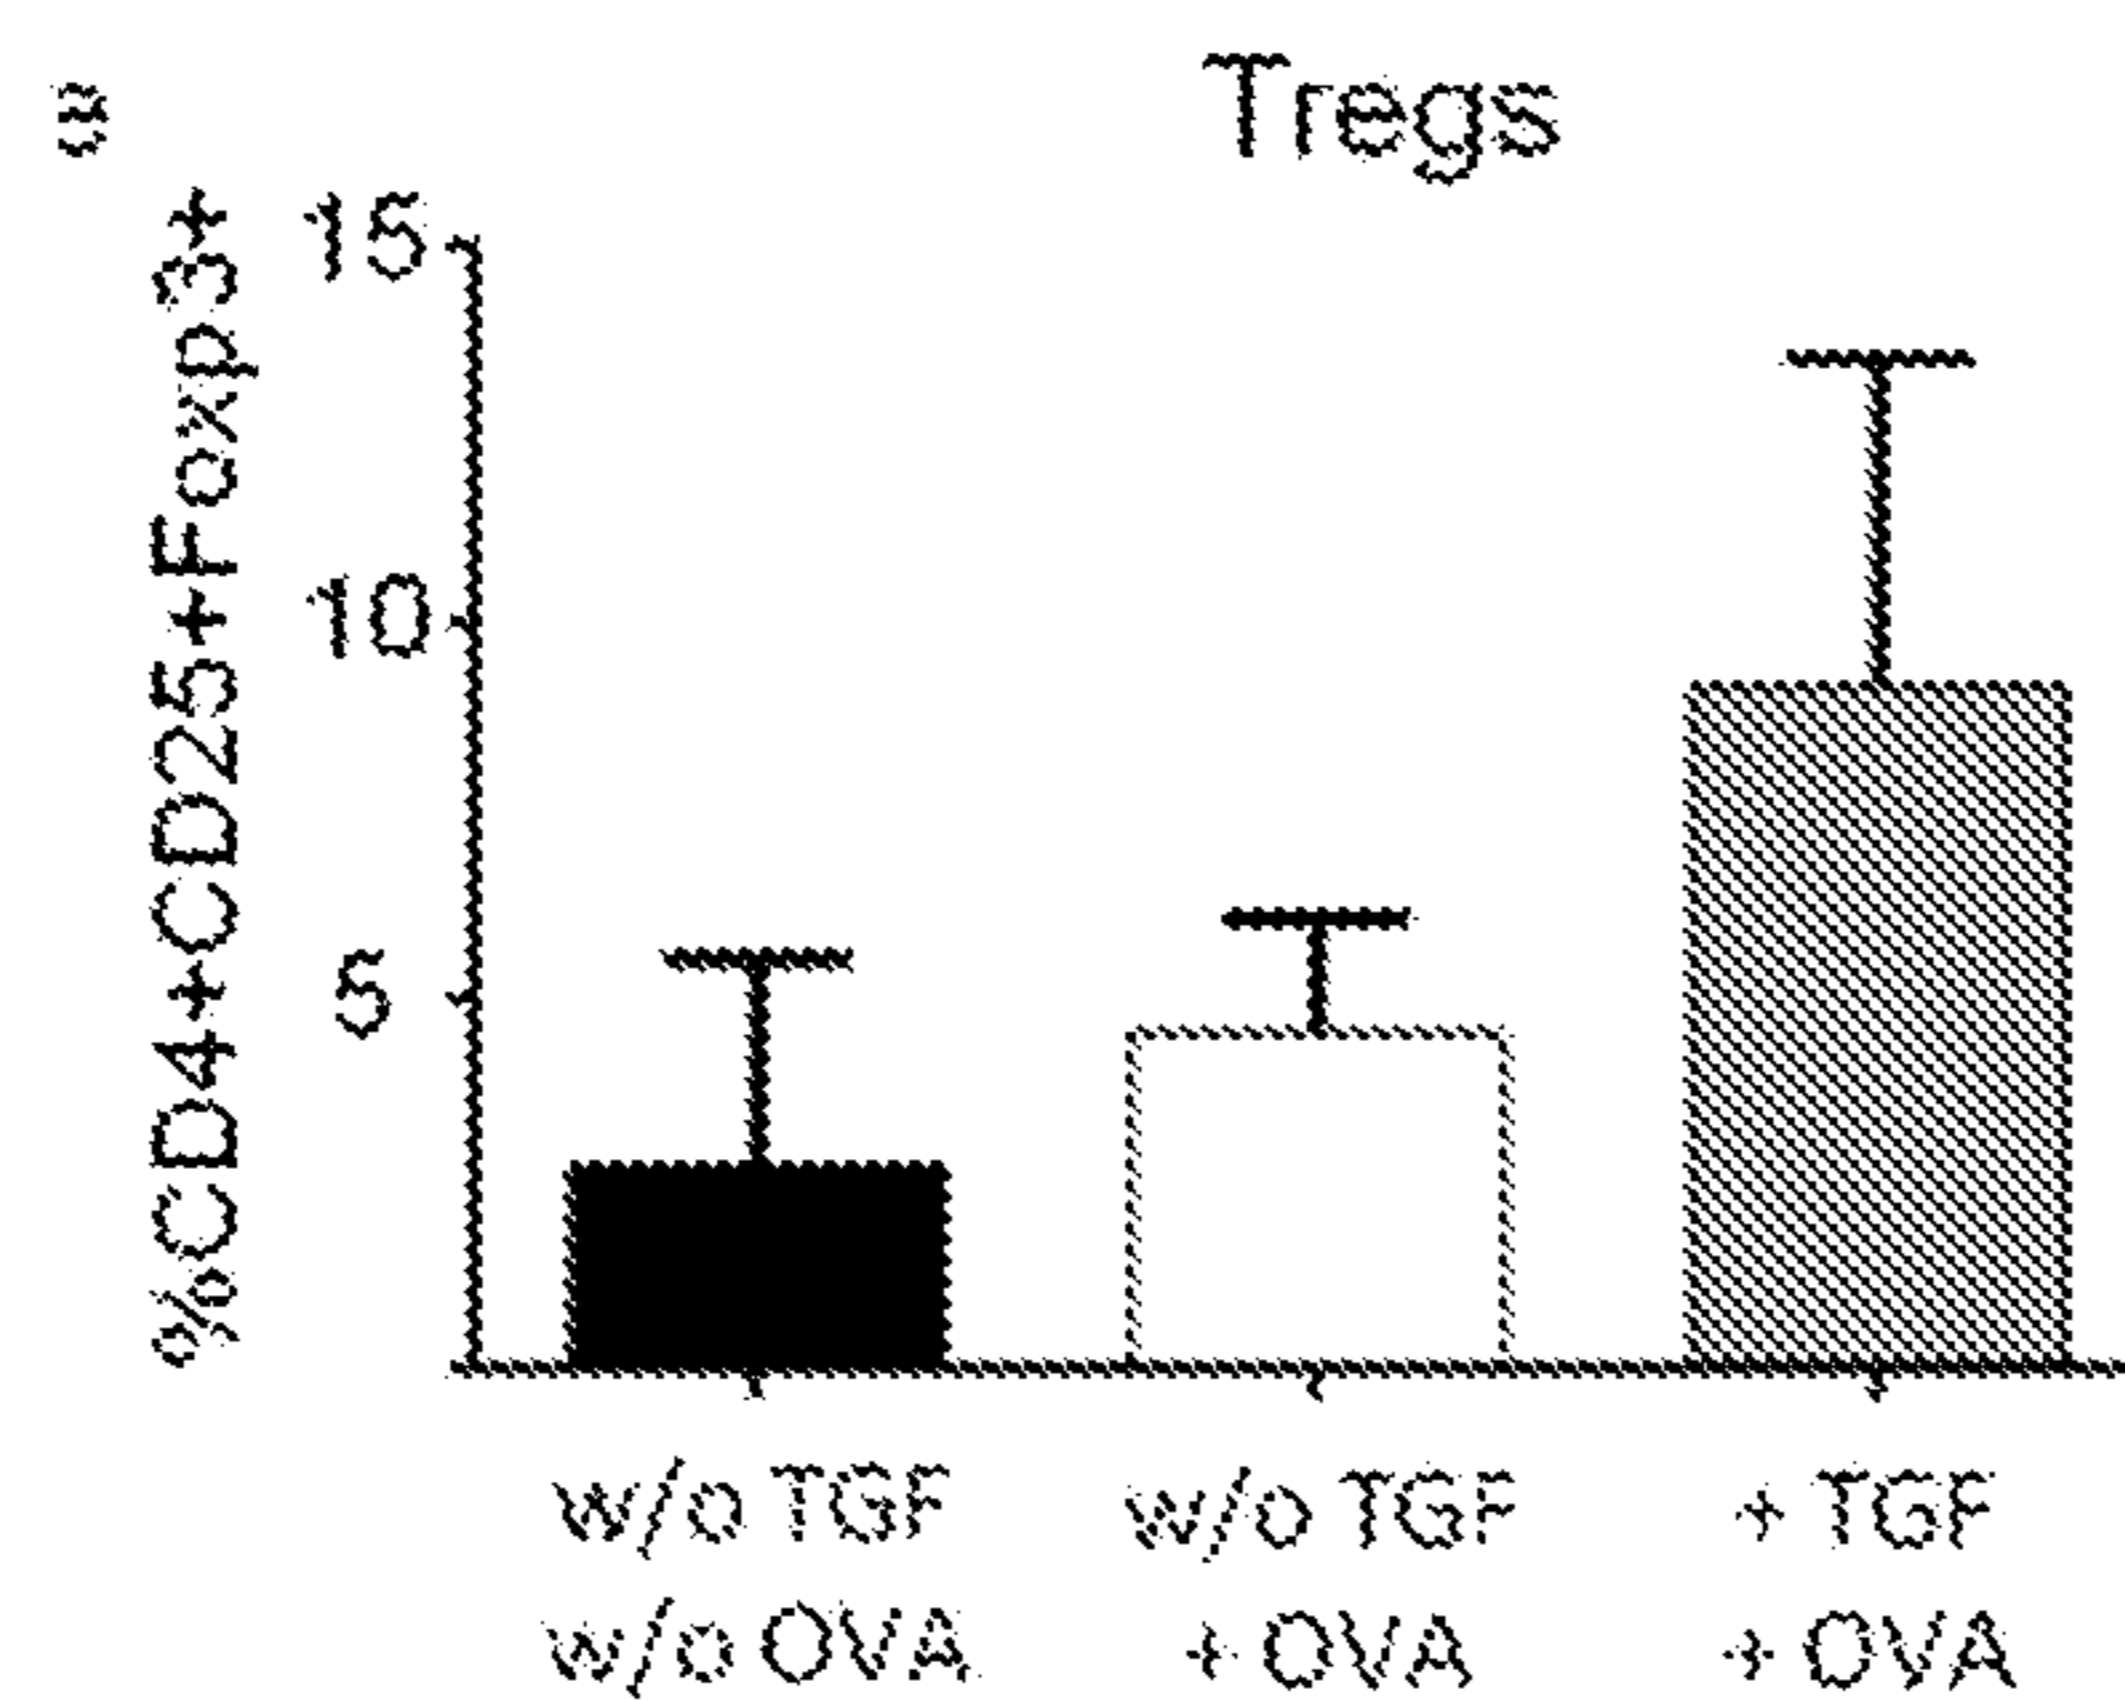 Tregs
%CD4+CD25+Foxp3+
15
10
5
w/o TGF
w/o OVA
w/o TGF
+ OVA
+ TGF
+ OVA